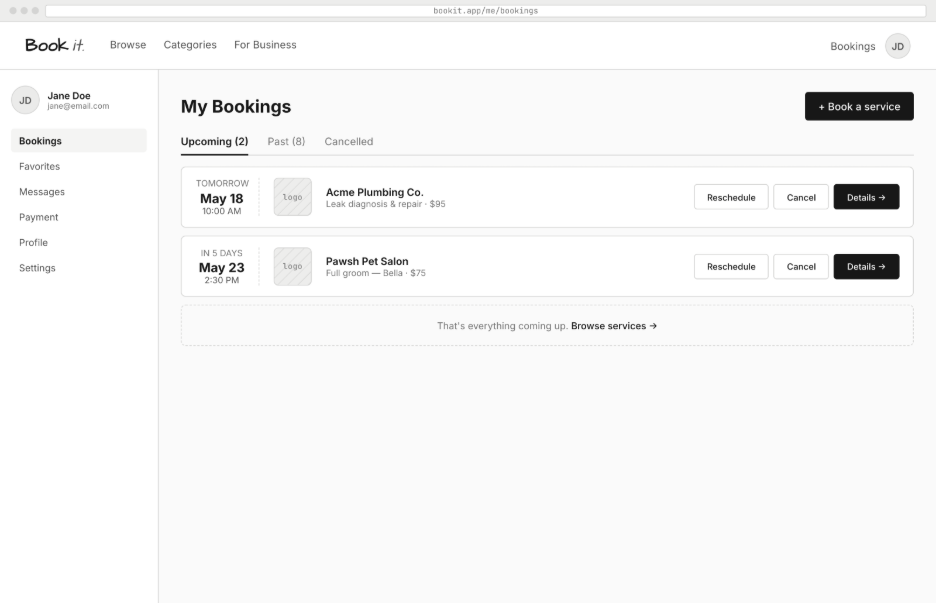 bookit.app/me/bookings
Book it.
Browse
Categories
For Business
Bookings
JD
JD
Jane Doe
jane@email.com
Bookings
Favorites
Messages
Payment
Profile
Settings
My Bookings
+ Book a service
Upcoming (2)
Past (8)
Cancelled
TOMORROW
May 18
10:00 AM
logo
Acme Plumbing Co.
Leak diagnosis & repair · $95
Reschedule
Cancel
Details →
IN 5 DAYS
May 23
2:30 PM
logo
Pawsh Pet Salon
Full groom — Bella · $75
Reschedule
Cancel
Details →
That's everything coming up. Browse services →